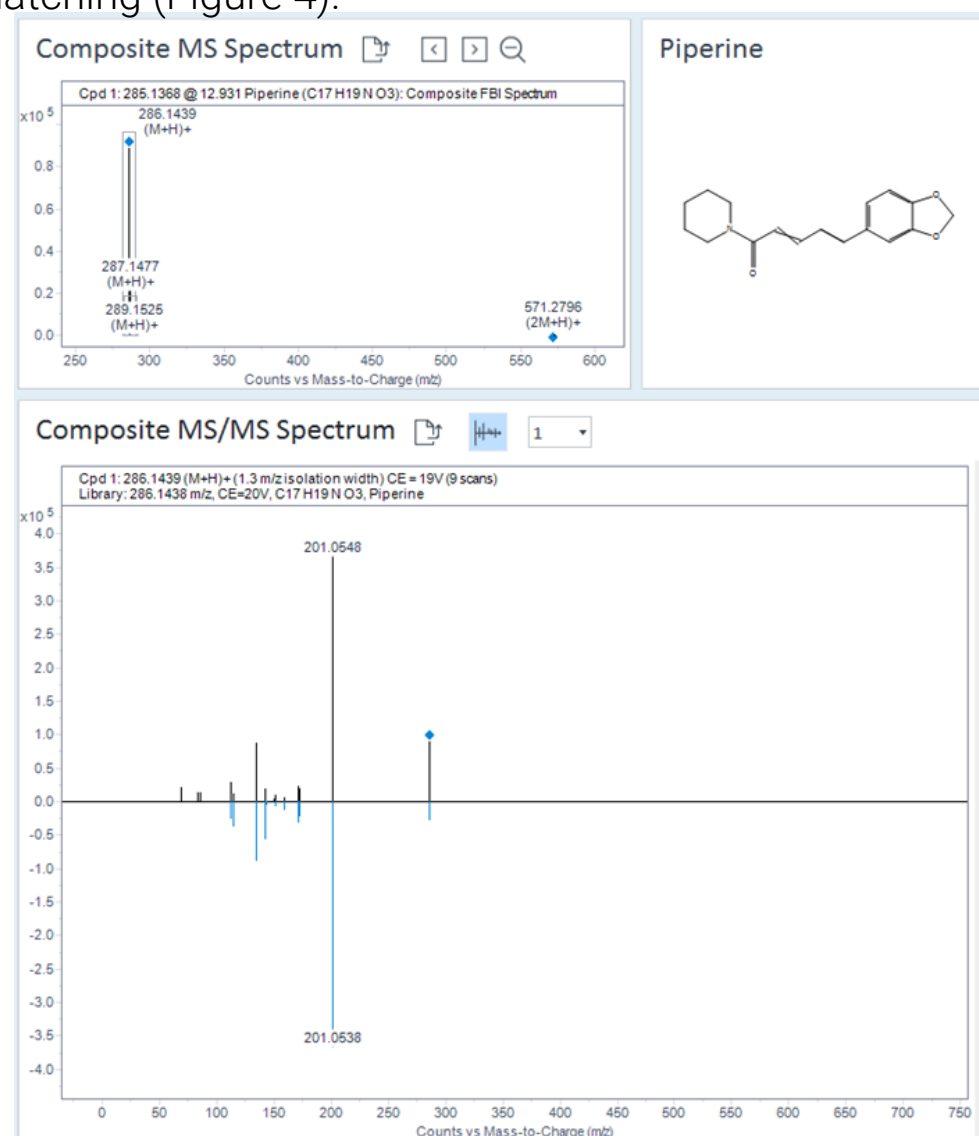 atching (Figure 4).
Composite MS Spectrum
Piperine
Cpd 1: 285.1368 @ 12.931 Piperine (C17 H19 N O3): Composite FBI Spectrum
x10 5
286.1439
(M+H)+
0.8
0.6
0.4
287.1477
(M+H)+
0.2
289.1525
(M+H)+
571.2796
(2M+H)+
0.0
250 300 350 400 450 500 550 600
Counts vs Mass-to-Charge (m/z)
N
O
O
O
Composite MS/MS Spectrum
1
Cpd 1: 286.1439 (M+H)+ (1.3 m/z isolation width) CE = 19V (9 scans)
Library: 286.1438 m/z, CE=20V, C17 H19 N O3, Piperine
x10 5
4.0
201.0548
3.5
3.0
2.5
2.0
1.5
1.0
0.5
0.0
-0.5
-1.0
-1.5
-2.0
-2.5
-3.0
-3.5
201.0538
-4.0
0 50 100 150 200 250 300 350 400 450 500 550 600 650 700 750
Counts vs Mass-to-Charge (m/z)